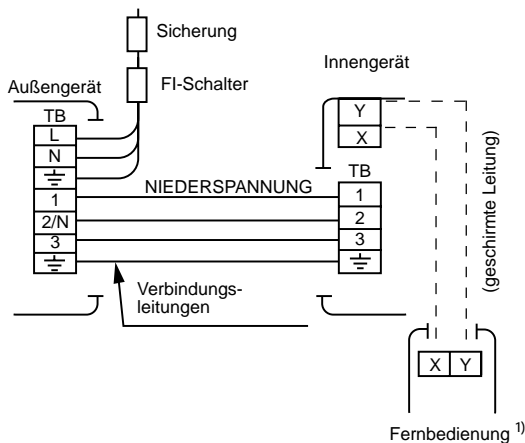 Sicherung
FI-Schalter
Außengerät
Innengerät
TB
L
N
1
2/N
3
NIEDERSPANNUNG
Verbindungs-
leitungen
Y
X
TB
1
2
3
(geschirmte Leitung)
X Y
Fernbedienung 1)